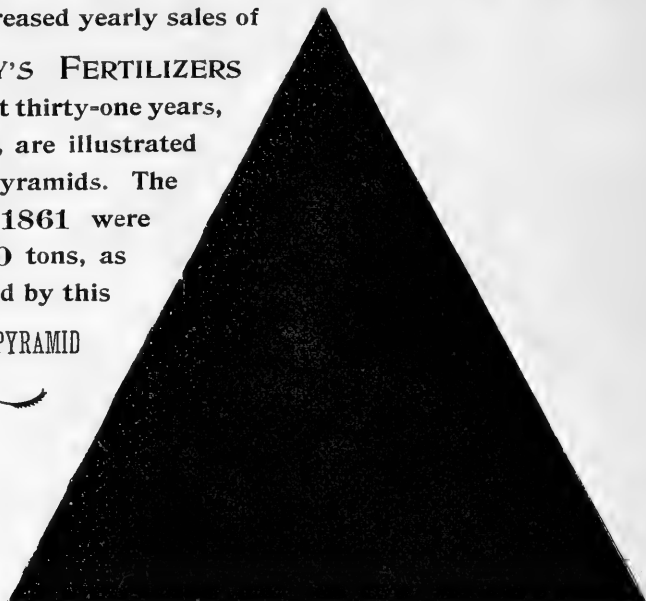 reased yearly sales of
Y'S FERTILIZERS
t thirty=one years,
, are illustrated
yramids. The
1861 were
0 tons, as
d by this
PYRAMID